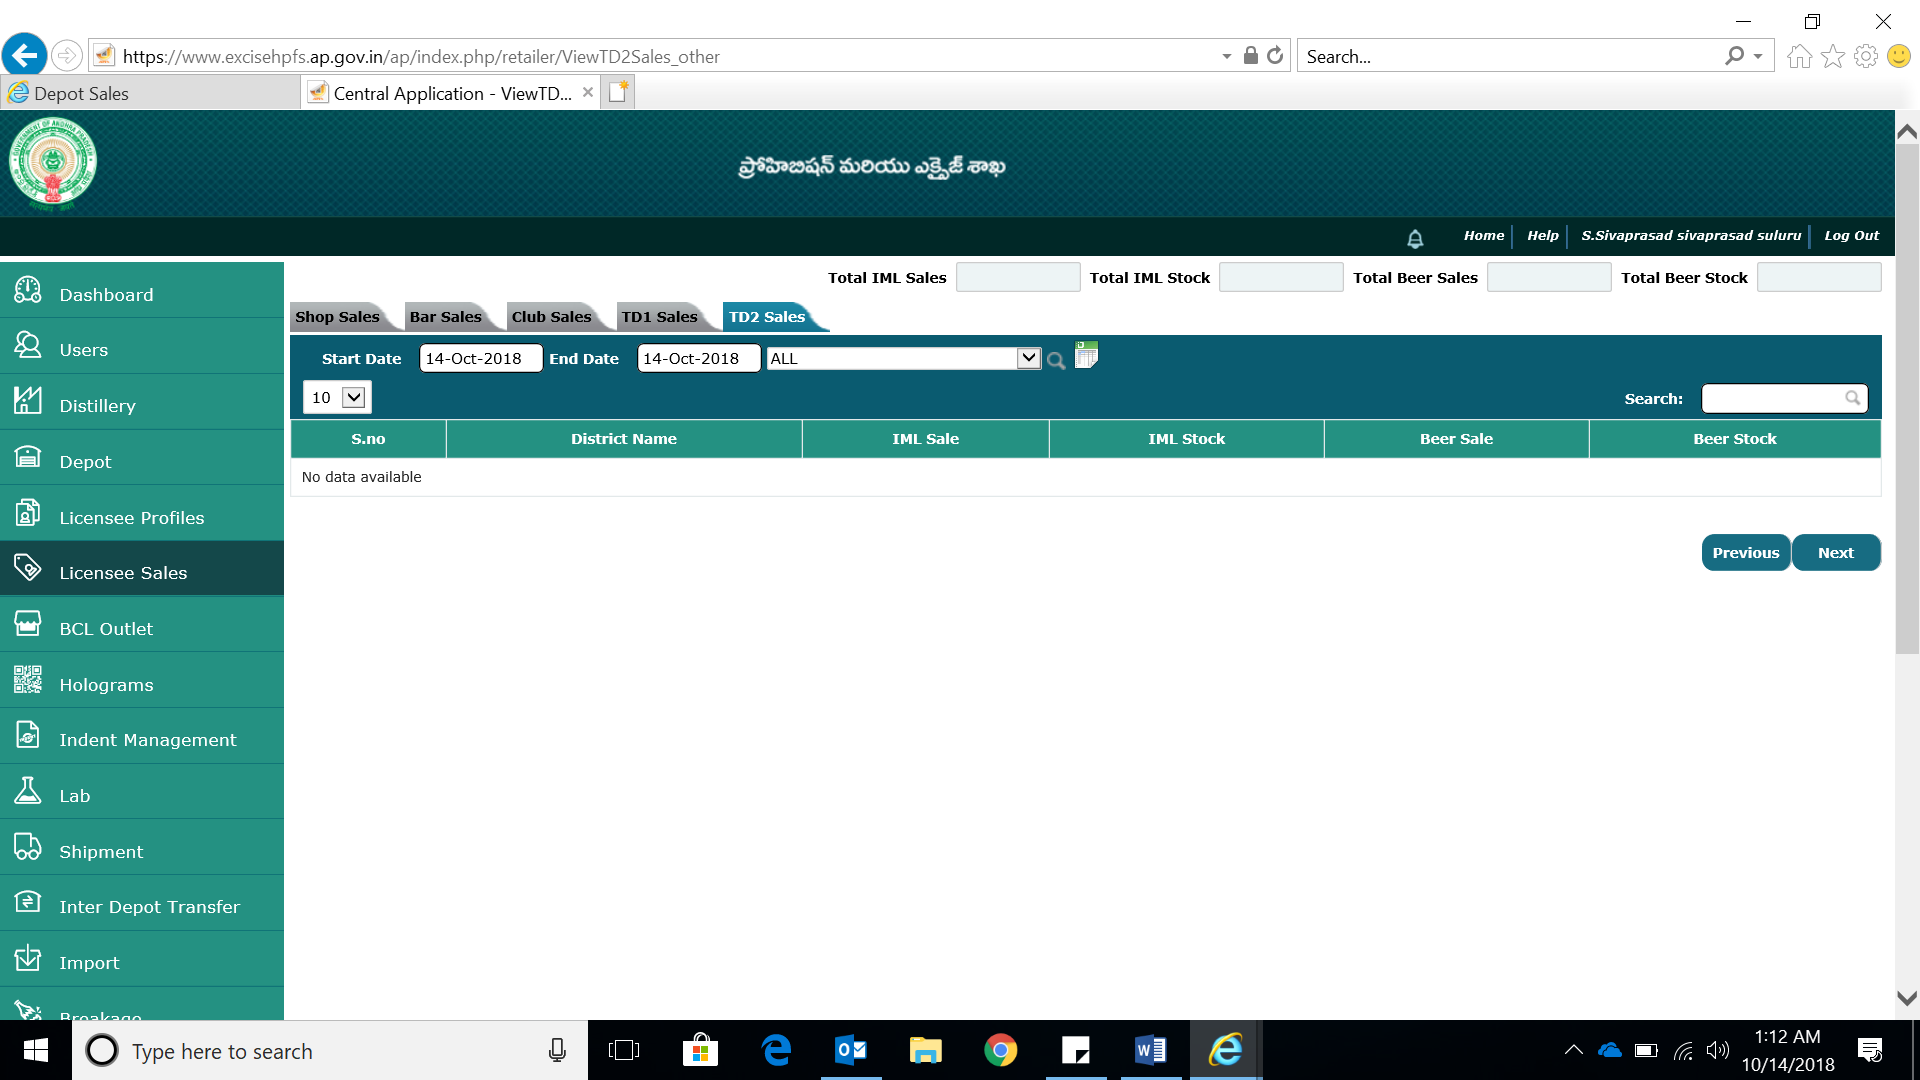 https://www.excisehpfs.ap.gov.in/ap/index.php/retailer/ViewTD2Sales_other
Search...
Depot Sales
Central Application - ViewTD...
ప్రోహిబిషన్ మరియు ఎక్సైజ్ శాఖ
Home Help S.Sivaprasad sivaprasad suluru Log Out
Total IML Sales Total IML Stock Total Beer Sales Total Beer Stock
Shop Sales Bar Sales Club Sales TD1 Sales TD2 Sales
Start Date 14-Oct-2018 End Date 14-Oct-2018 ALL
10 Search:
S.no District Name IML Sale IML Stock Beer Sale Beer Stock
No data available
Previous Next
Dashboard
Users
Distillery
Depot
Licensee Profiles
Licensee Sales
BCL Outlet
Holograms
Indent Management
Lab
Shipment
Inter Depot Transfer
Import
Breakage
Type here to search
1:12 AM
10/14/2018